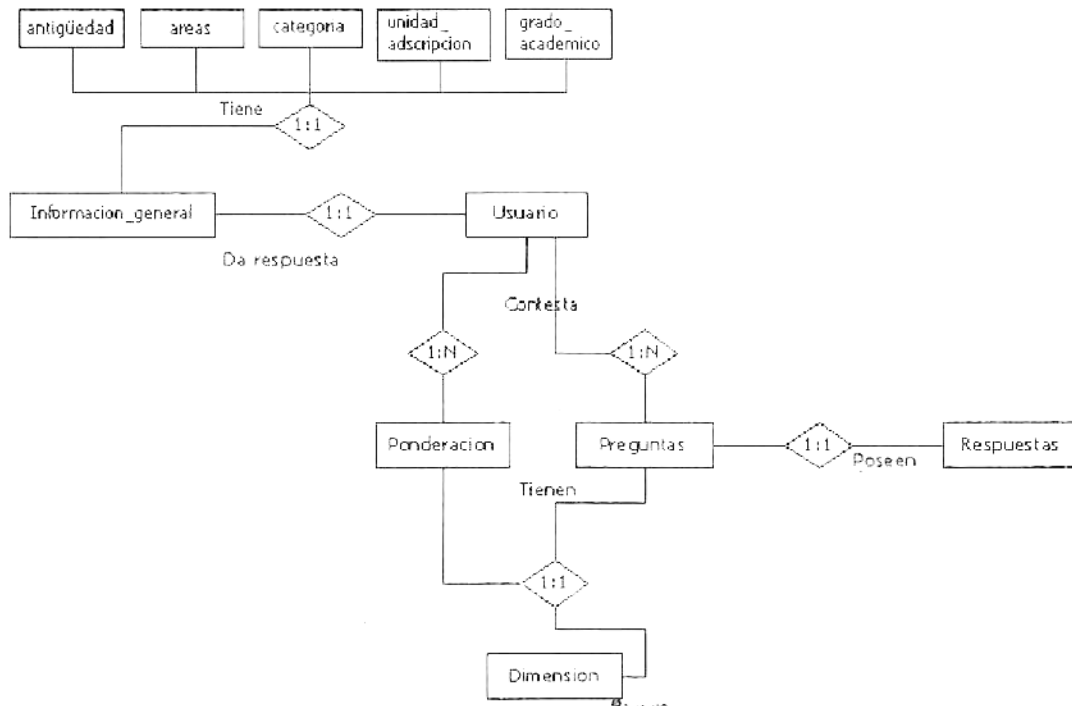 antigüedad
areas
categoria
unidad_
adscripcion
grado_
academico
Tiene
1:1
Informacion_general
1:1
Usuario
Da respuesta
Contesta
1:N
1:N
Ponderacion
Preguntas
1:1
Respuestas
Poseen
Tienen
1:1
Dimension